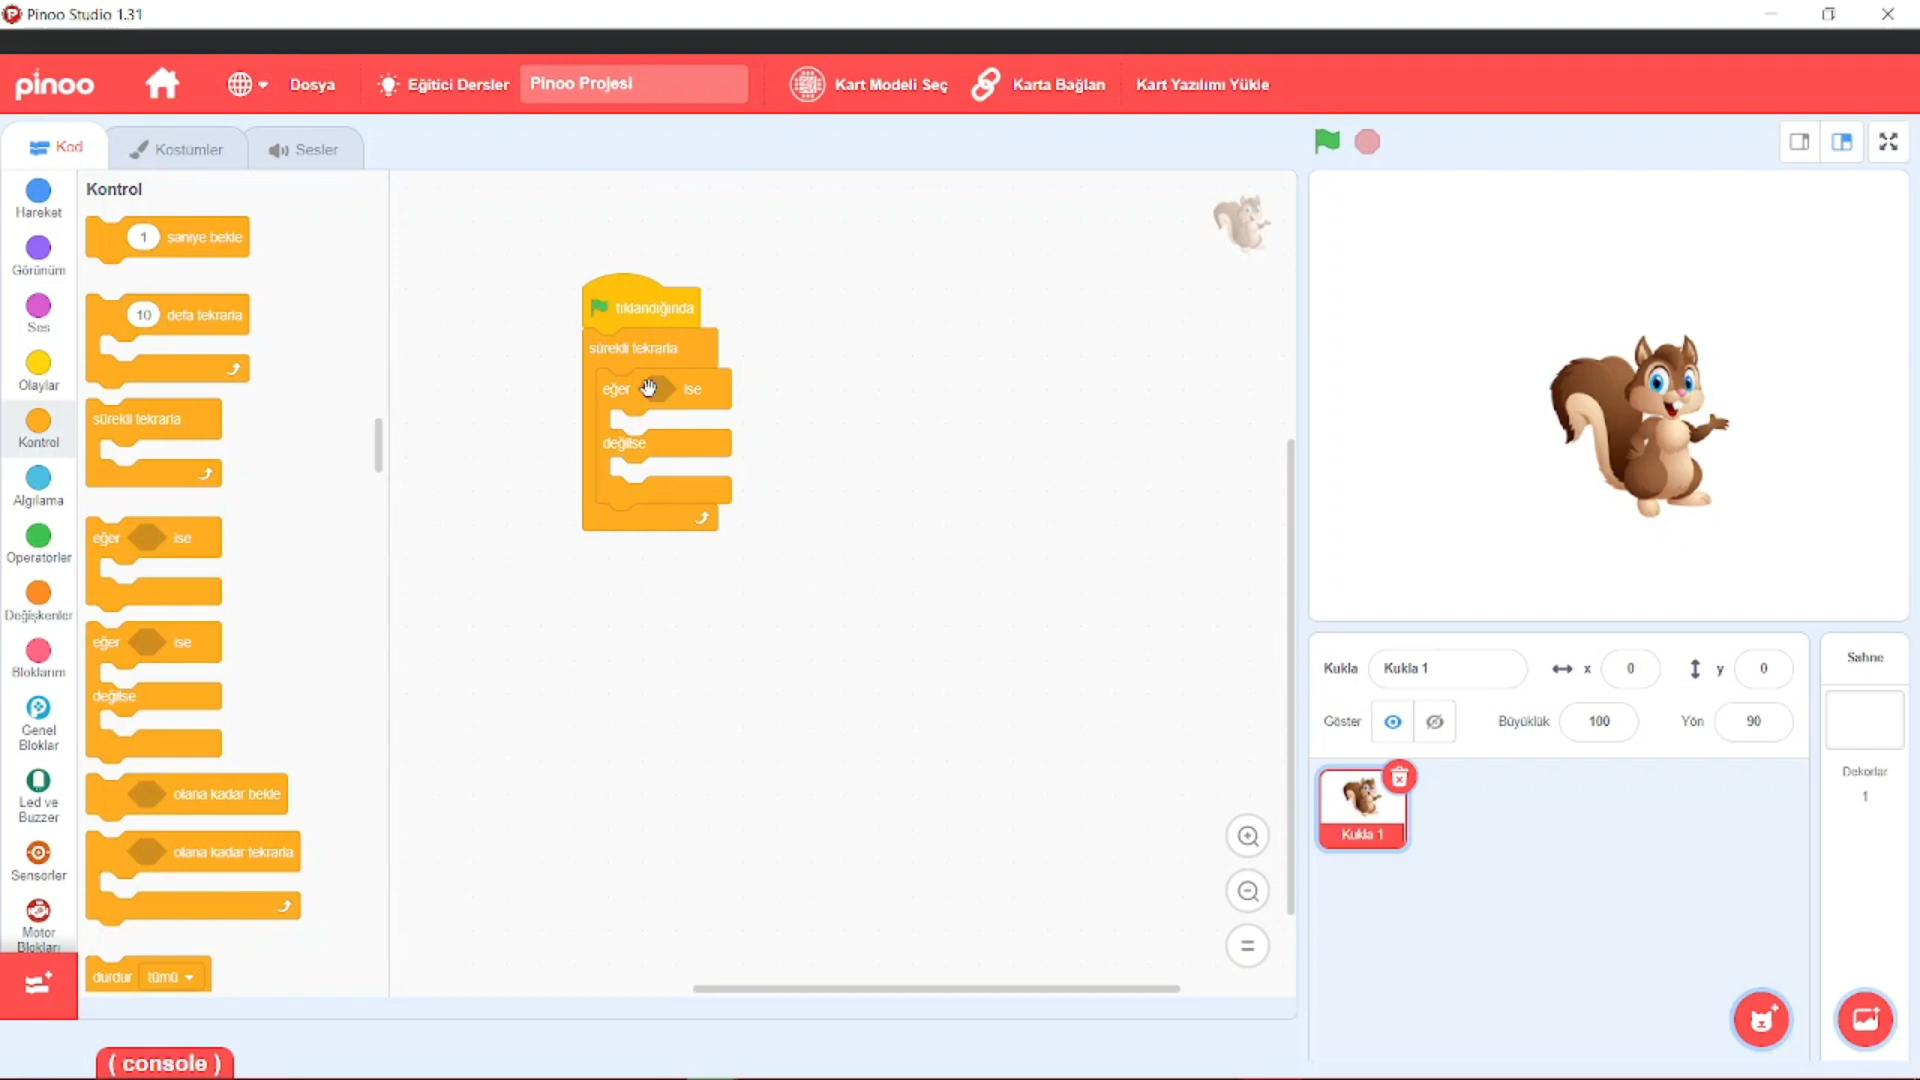 Pinoo Studio 1.31
pinoo
Dosya
Eğitici Dersler
Pinoo Projesi
Kart Modeli Seç
Karta Bağlan
Kart Yazılımı Yükle
Kod
Kostümler
Sesler
Hareket
Görünüm
Ses
Olaylar
Kontrol
Algılama
Operatörler
Değişkenler
Bloklarım
Genel
Bloklar
Led ve
Buzzer
Sensörler
Motor
Blokları
Kontrol
1 saniye bekle
10 defa tekrarla
sürekli tekrarla
eğer ise
eğer ise
değilse
olana kadar bekle
olana kadar tekrarla
durdur tümü
tıklandığında
sürekli tekrarla
eğer ise
değilse
Kukla Kukla 1 x 0 y 0
Göster Büyüklük 100 Yön 90
Kukla 1
Sahne
Dekorlar
1
( console )